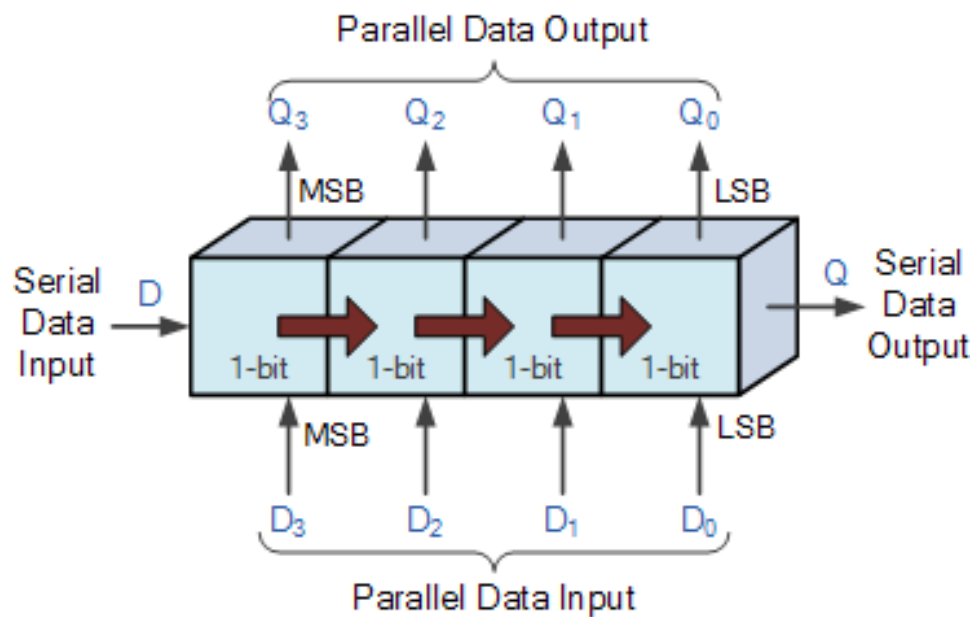 Parallel Data Output
Q₃ Q₂ Q₁ Q₀
MSB LSB
Serial
Data
Input
D
1-bit 1-bit 1-bit 1-bit
Q
Serial
Data
Output
MSB LSB
D₃ D₂ D₁ D₀
Parallel Data Input